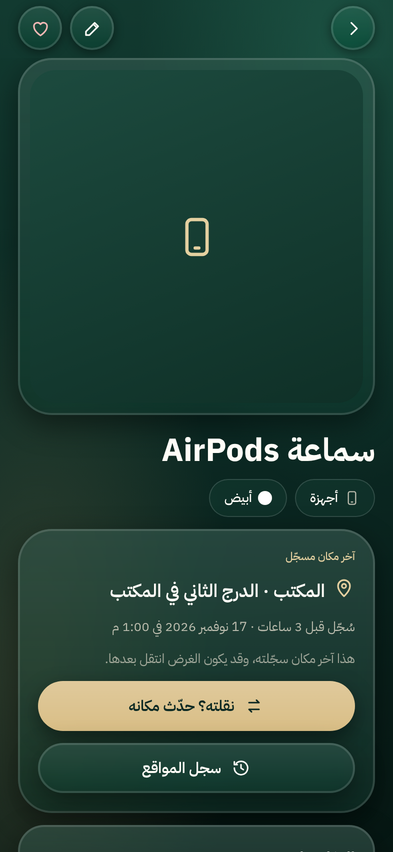 سماعة AirPods
أجهزة
أبيض
آخر مكان مسجّل
المكتب · الدرج الثاني في المكتب
سُجّل قبل 3 ساعات · 17 نوفمبر 2026 في 1:00 م
هذا آخر مكان سجّلته، وقد يكون الغرض انتقل بعدها.
نقلته؟ حدّث مكانه
سجل المواقع